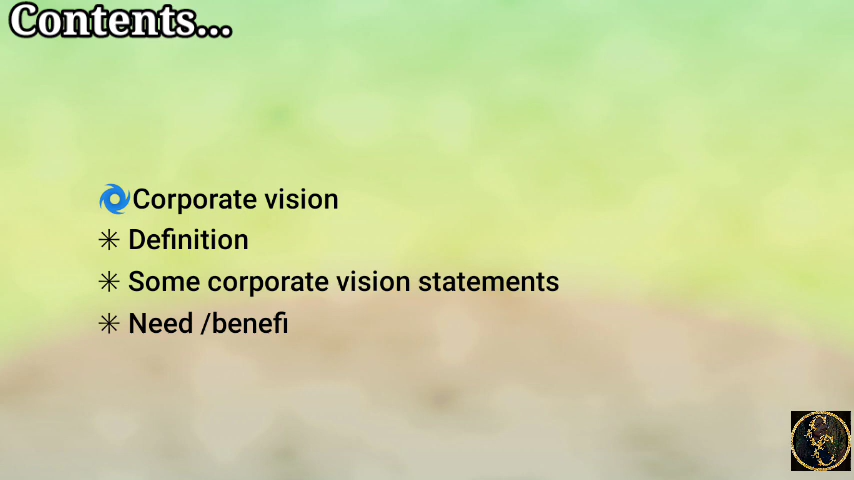 Contents...
🌀Corporate vision
✳ Definition
✳ Some corporate vision statements
✳ Need /benefi